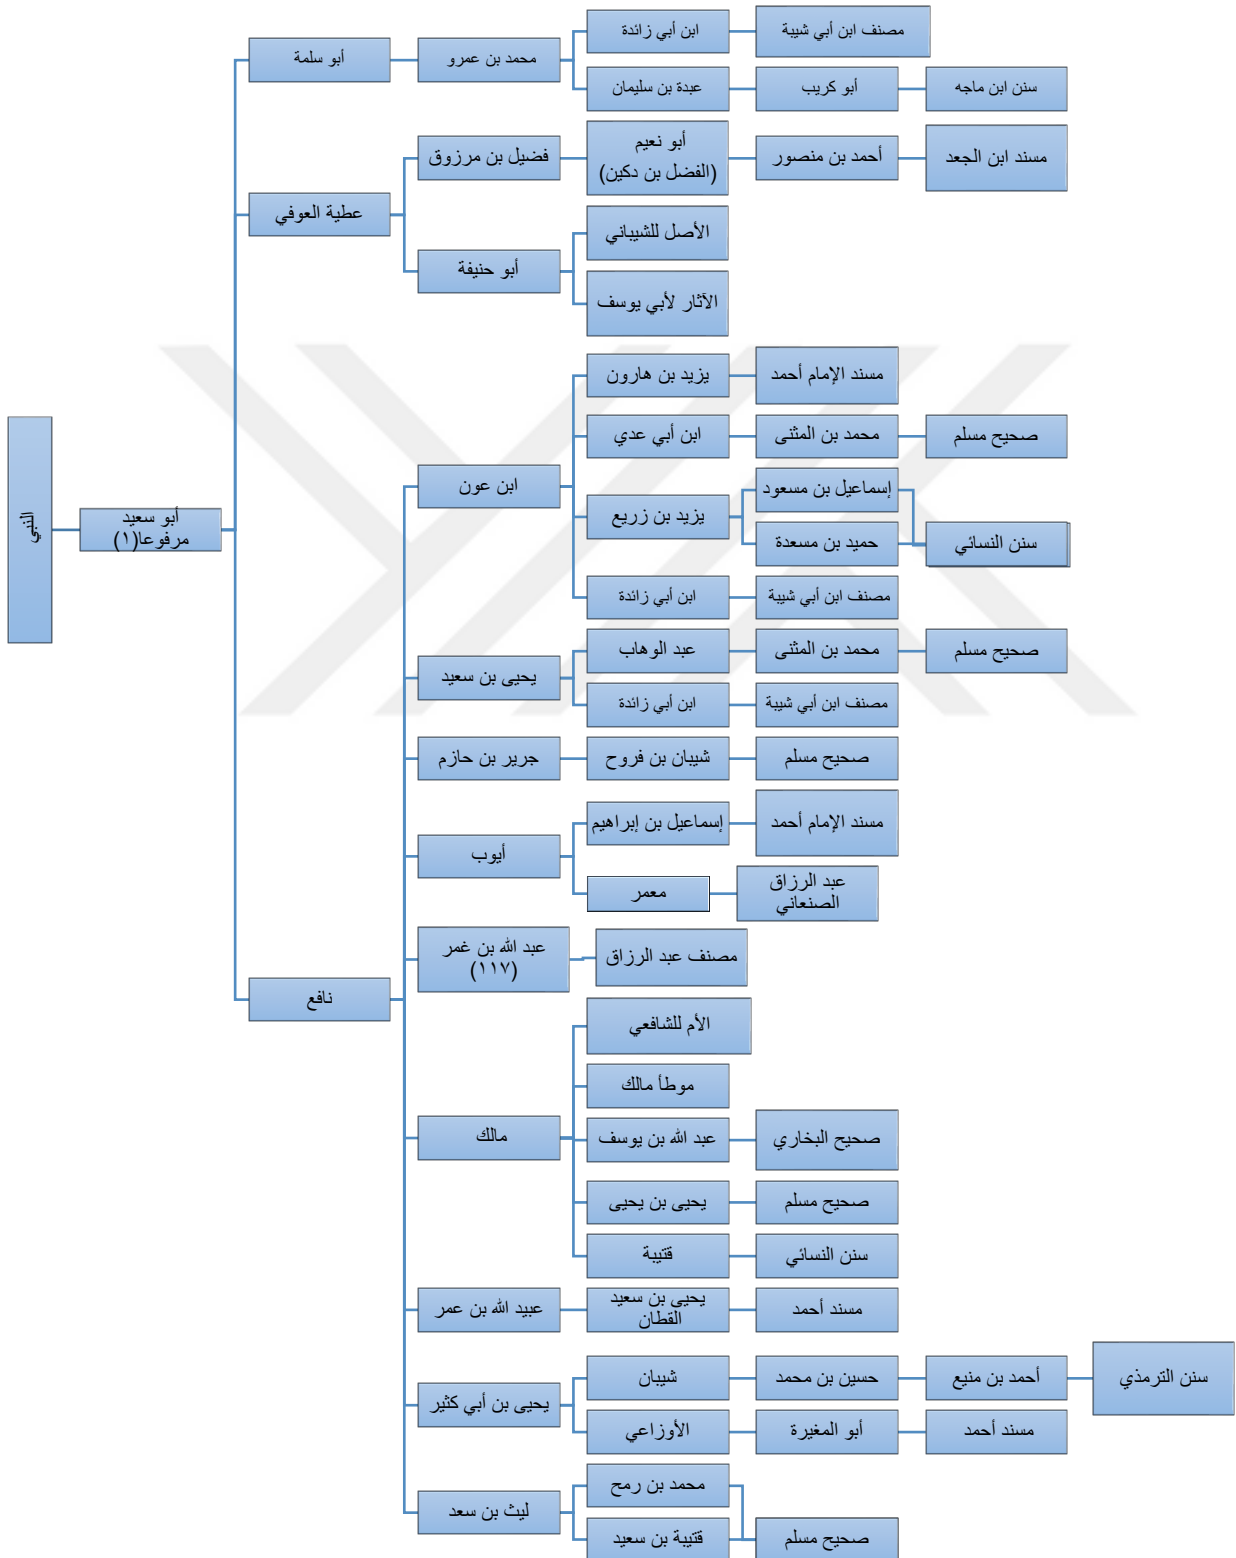 النبي
أبو سعيد
مرفوعا(١)
أبو سلمة
محمد بن عمرو
ابن أبي زائدة
مصنف ابن أبي شيبة
عبدة بن سليمان
أبو كريب
سنن ابن ماجه
عطية العوفي
فضيل بن مرزوق
أبو نعيم
(الفضل بن دكين)
أحمد بن منصور
مسند ابن الجعد
أبو حنيفة
الأصل للشيباني
الآثار لأبي يوسف
نافع
ابن عون
يزيد بن هارون
مسند الإمام أحمد
ابن أبي عدي
محمد بن المثنى
صحيح مسلم
يزيد بن زريع
إسماعيل بن مسعود
حميد بن مسعدة
سنن النسائي
ابن أبي زائدة
مصنف ابن أبي شيبة
يحيى بن سعيد
عبد الوهاب
محمد بن المثنى
صحيح مسلم
ابن أبي زائدة
مصنف ابن أبي شيبة
جرير بن حازم
شيبان بن فروح
صحيح مسلم
أيوب
إسماعيل بن إبراهيم
مسند الإمام أحمد
معمر
عبد الرزاق
الصنعاني
عبد الله بن غمر
(١١٧)
مصنف عبد الرزاق
مالك
الأم للشافعي
موطأ مالك
عبد الله بن يوسف
صحيح البخاري
يحيى بن يحيى
صحيح مسلم
قتيبة
سنن النسائي
عبيد الله بن عمر
يحيى بن سعيد
القطان
مسند أحمد
يحيى بن أبي كثير
شيبان
حسين بن محمد
أحمد بن منيع
سنن الترمذي
الأوزاعي
أبو المغيرة
مسند أحمد
ليث بن سعد
محمد بن رمح
قتيبة بن سعيد
صحيح مسلم